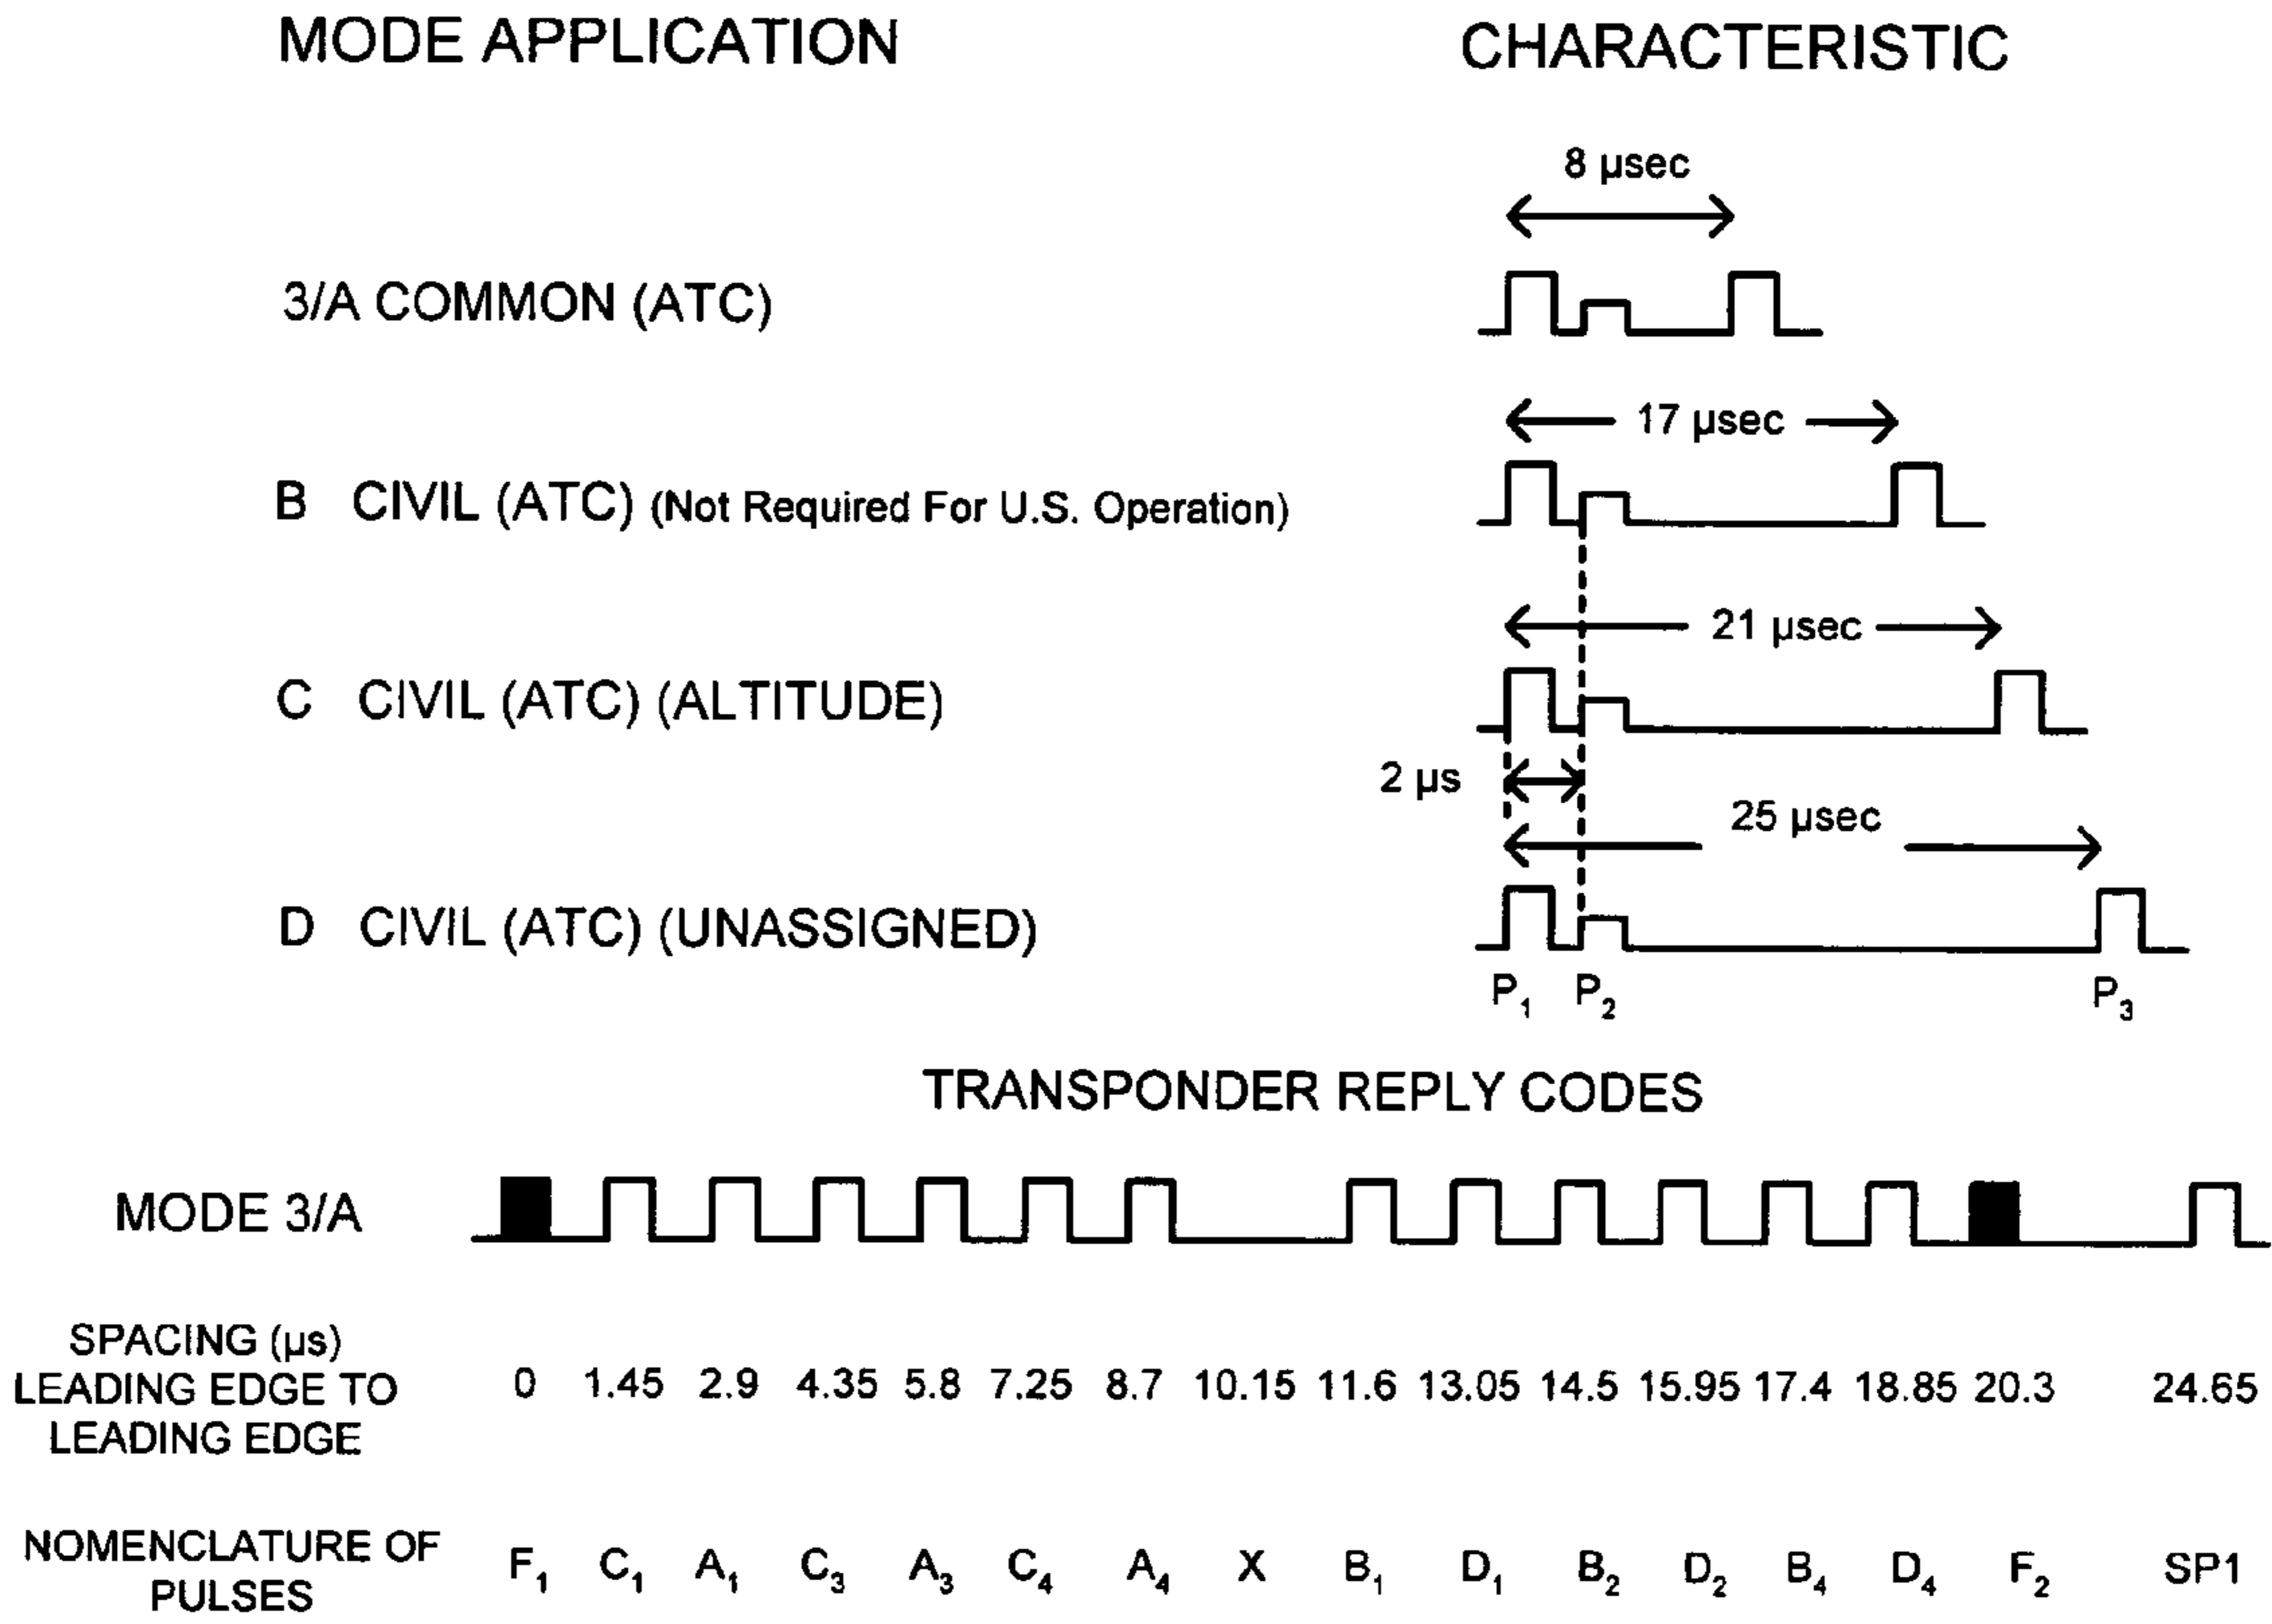 MODE APPLICATION CHARACTERISTIC
8 µsec
3/A COMMON (ATC)
17 µsec
B CIVIL (ATC) (Not Required For U.S. Operation)
21 µsec
C CIVIL (ATC) (ALTITUDE)
2 µs
25 µsec
D CIVIL (ATC) (UNASSIGNED)
P1 P2 P3
TRANSPONDER REPLY CODES
MODE 3/A
SPACING (µs)
LEADING EDGE TO
LEADING EDGE
0 1.45 2.9 4.35 5.8 7.25 8.7 10.15 11.6 13.05 14.5 15.95 17.4 18.85 20.3 24.65
NOMENCLATURE OF
PULSES
F1 C1 A1 C3 A3 C4 A4 X B1 D1 B2 D2 B4 D4 F2 SP1